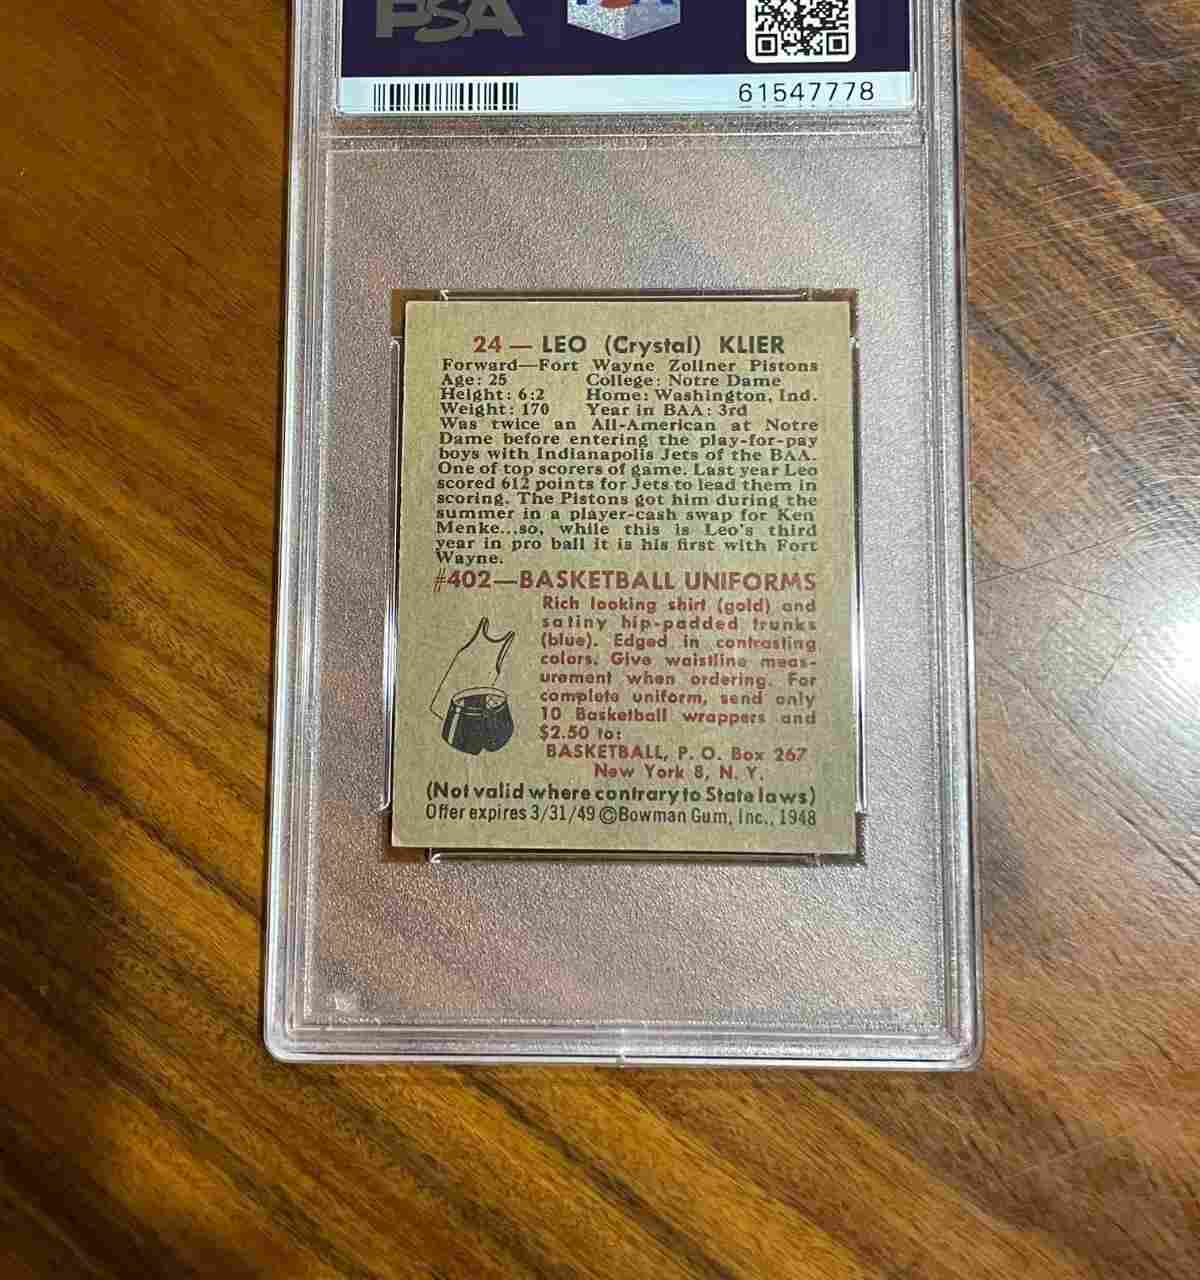 PSA
61547778
24 — LEO (Crystal) KLIER
Forward—Fort Wayne Zollner Pistons
Age: 25 College: Notre Dame
Height: 6:2 Home: Washington, Ind.
Weight: 170 Year in BAA: 3rd
Was twice an All-American at Notre
Dame before entering the play-for-pay
boys with Indianapolis Jets of the BAA.
One of top scorers of game. Last year Leo
scored 612 points for Jets to lead them in
scoring. The Pistons got him during the
summer in a player-cash swap for Ken
Menke...so, while this is Leo's third
year in pro ball it is his first with Fort
Wayne.
#402—BASKETBALL UNIFORMS
Rich looking shirt (gold) and
satiny hip-padded trunks
(blue). Edged in contrasting
colors. Give waistline meas-
urement when ordering. For
complete uniform, send only
10 Basketball wrappers and
$2.50 to:
BASKETBALL, P. O. Box 267
New York 8, N. Y.
(Not valid where contrary to State laws)
Offer expires 3/31/49 ©Bowman Gum, Inc., 1948